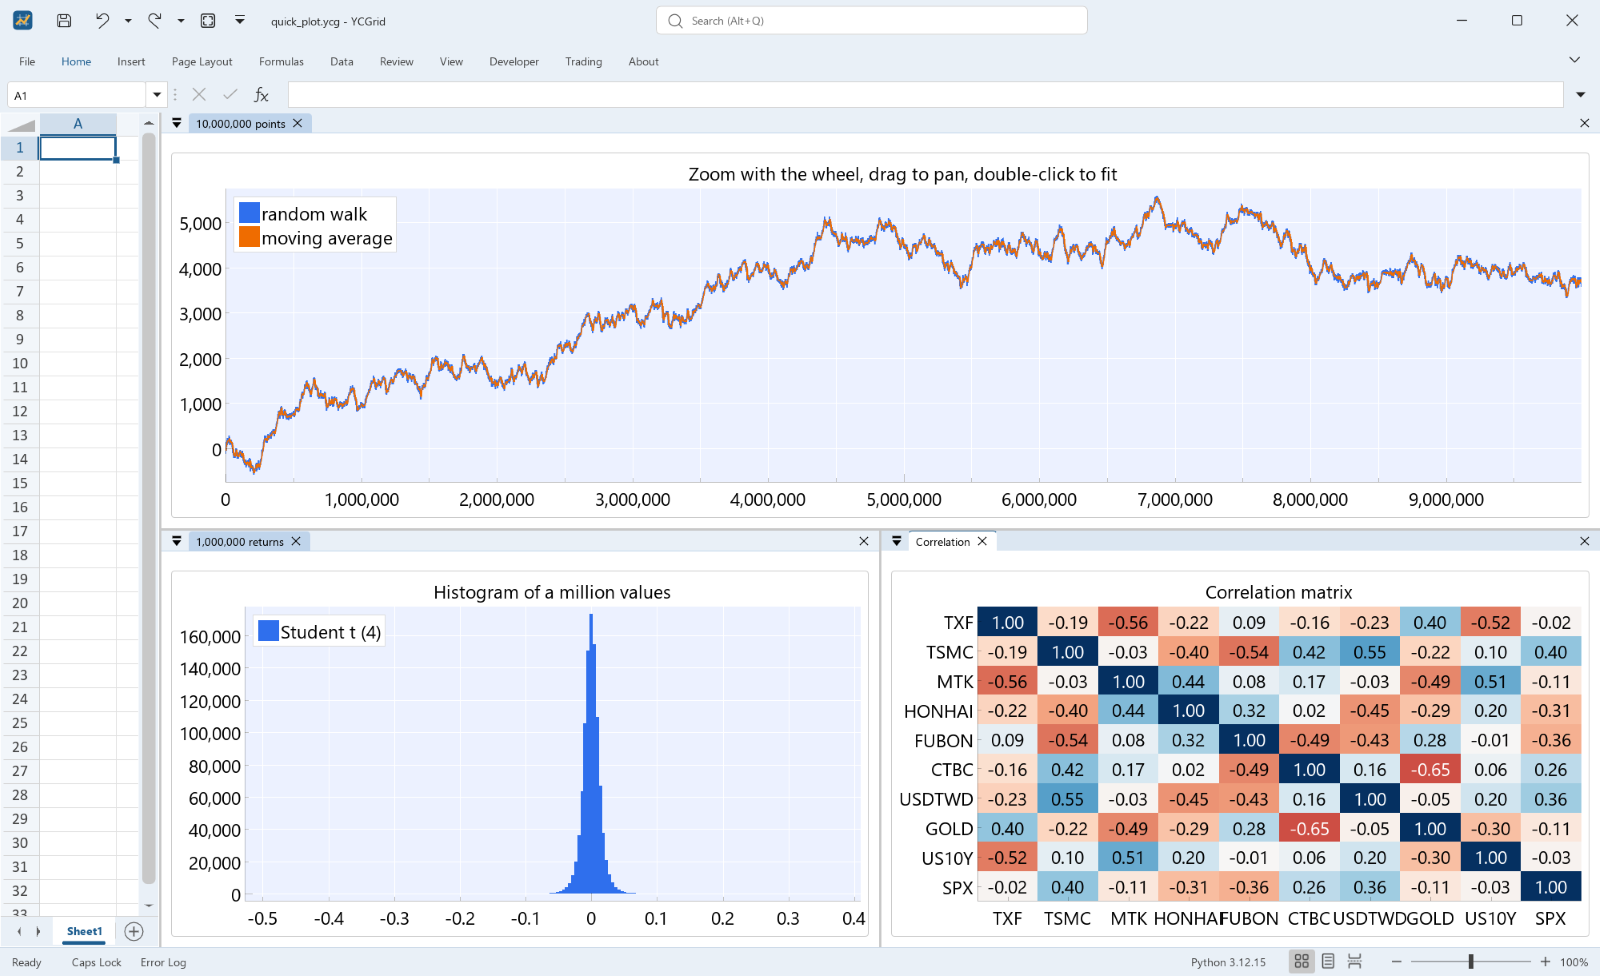 quick_plot.ycg - YCGrid
Search (Alt+Q)
File Home Insert Page Layout Formulas Data Review View Developer Trading About
A1 fx
10,000,000 points
A
1
2
3
4
5
6
7
8
9
10
11
12
13
14
15
16
17
18
19
20
21
22
23
24
25
26
27
28
29
30
31
32
33
Zoom with the wheel, drag to pan, double-click to fit
random walk
moving average
5,000
4,000
3,000
2,000
1,000
0
0 1,000,000 2,000,000 3,000,000 4,000,000 5,000,000 6,000,000 7,000,000 8,000,000 9,000,000
1,000,000 returns
Histogram of a million values
Student t (4)
160,000
140,000
120,000
100,000
80,000
60,000
40,000
20,000
0
-0.5 -0.4 -0.3 -0.2 -0.1 0 0.1 0.2 0.3 0.4
Correlation
Correlation matrix
TXF 1.00 -0.19 -0.56 -0.22 0.09 -0.16 -0.23 0.40 -0.52 -0.02
TSMC -0.19 1.00 -0.03 -0.40 -0.54 0.42 0.55 -0.22 0.10 0.40
MTK -0.56 -0.03 1.00 0.44 0.08 0.17 -0.03 -0.49 0.51 -0.11
HONHAI -0.22 -0.40 0.44 1.00 0.32 0.02 -0.45 -0.29 0.20 -0.31
FUBON 0.09 -0.54 0.08 0.32 1.00 -0.49 -0.43 0.28 -0.01 -0.36
CTBC -0.16 0.42 0.17 0.02 -0.49 1.00 0.16 -0.65 0.06 0.26
USDTWD -0.23 0.55 -0.03 -0.45 -0.43 0.16 1.00 -0.05 0.20 0.36
GOLD 0.40 -0.22 -0.49 -0.29 0.28 -0.65 -0.05 1.00 -0.30 -0.11
US10Y -0.52 0.10 0.51 0.20 -0.01 0.06 0.20 -0.30 1.00 -0.03
SPX -0.02 0.40 -0.11 -0.31 -0.36 0.26 0.36 -0.11 -0.03 1.00
TXF TSMC MTK HONHAI FUBON CTBC USDTWD GOLD US10Y SPX
Sheet1
Ready Caps Lock Error Log Python 3.12.15 100%